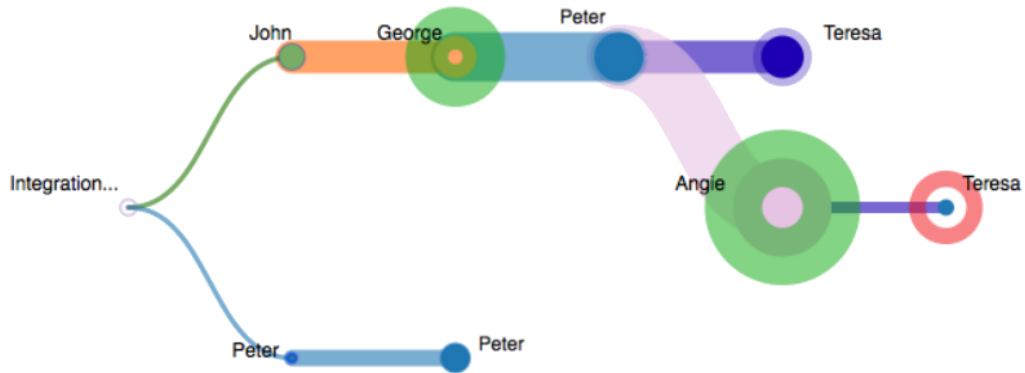 Peter
John
George
Teresa
Integration...
Angie
Teresa
Peter
Peter